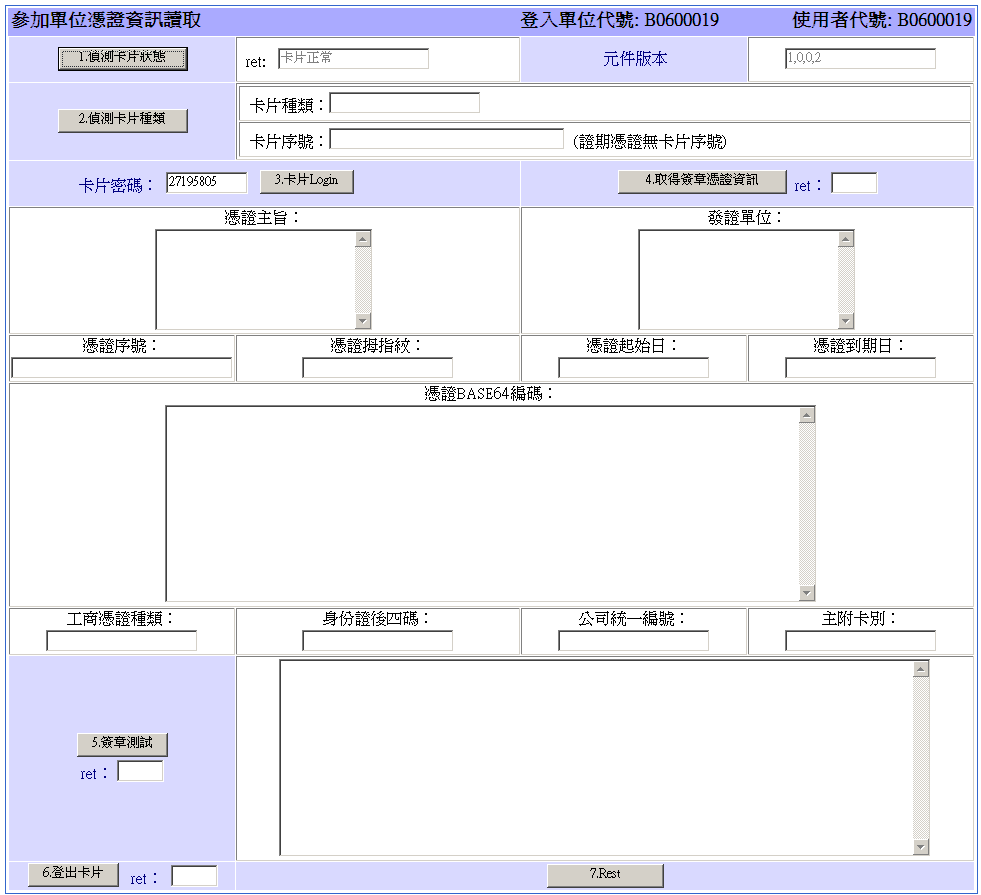 參加單位憑證資訊讀取 登入單位代號: B0600019 使用者代號: B0600019
1.偵測卡片狀態 ret: 卡片正常 元件版本 1,0,0,2
2.偵測卡片種類 卡片種類：
卡片序號： (證期憑證無卡片序號)
卡片密碼： 27195805 3.卡片Login 4.取得簽章憑證資訊 ret：
憑證主旨： 發證單位：
憑證序號： 憑證拇指紋： 憑證起始日： 憑證到期日：
憑證BASE64編碼：
工商憑證種類： 身份證後四碼： 公司統一編號： 主附卡別：
5.簽章測試
ret：
6.登出卡片 ret： 7.Rest